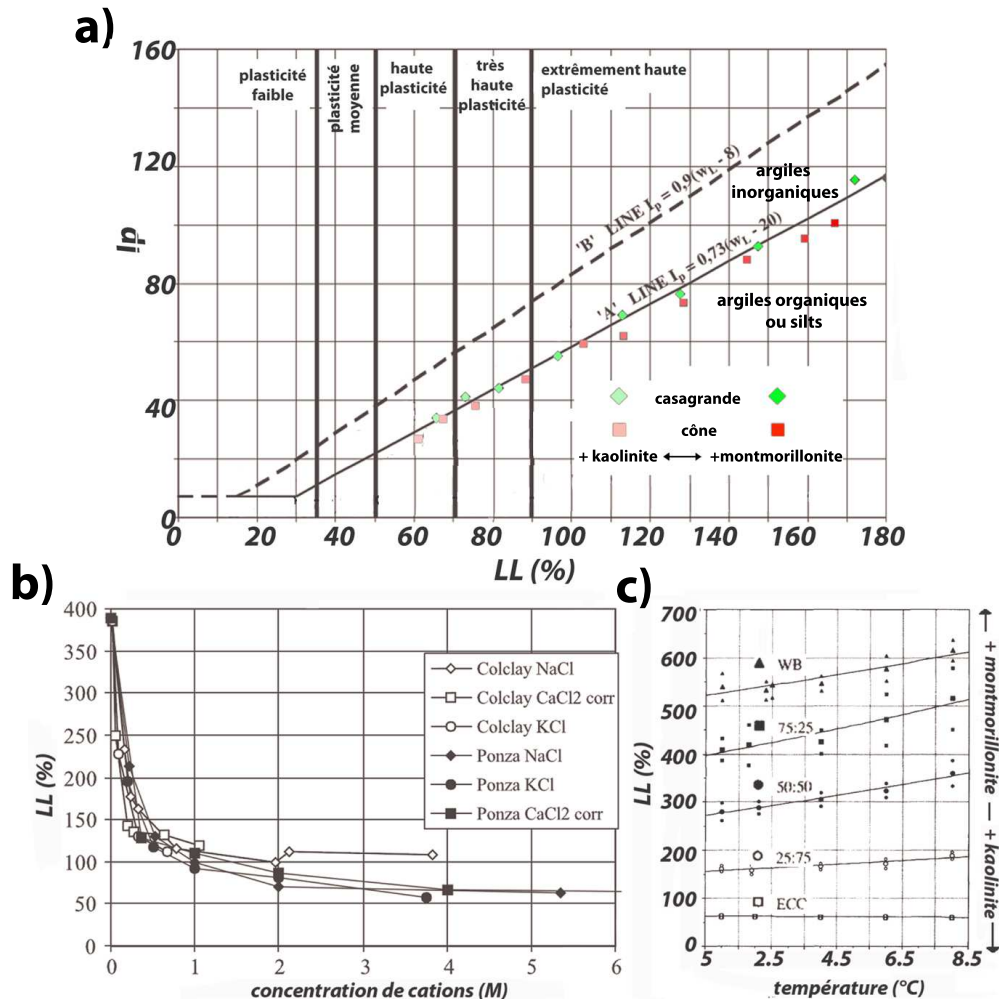 a)
160
120
80
40
0
Ip
plasticité
faible
plasticité
moyenne
haute
plasticité
très
haute
plasticité
extrêmement haute
plasticité
'B' LINE Ip = 0,9(wL - 8)
'A' LINE Ip = 0,73(wL - 20)
argiles
inorganiques
argiles organiques
ou silts
casagrande
cône
+ kaolinite ↔ +montmorillonite
0 20 40 60 80 100 120 140 160 180
LL (%)
b)
400
350
300
250
200
150
100
50
0
LL (%)
Colclay NaCl
Colclay CaCl2 corr
Colclay KCl
Ponza NaCl
Ponza KCl
Ponza CaCl2 corr
0 1 2 3 4 5 6
concentration de cations (M)
c)
700
600
500
400
300
200
100
0
LL (%)
WB
75:25
50:50
25:75
ECC
5 2.5 4.5 6.5 8.5
température (°C)
← + kaolinite — + montmorillonite →